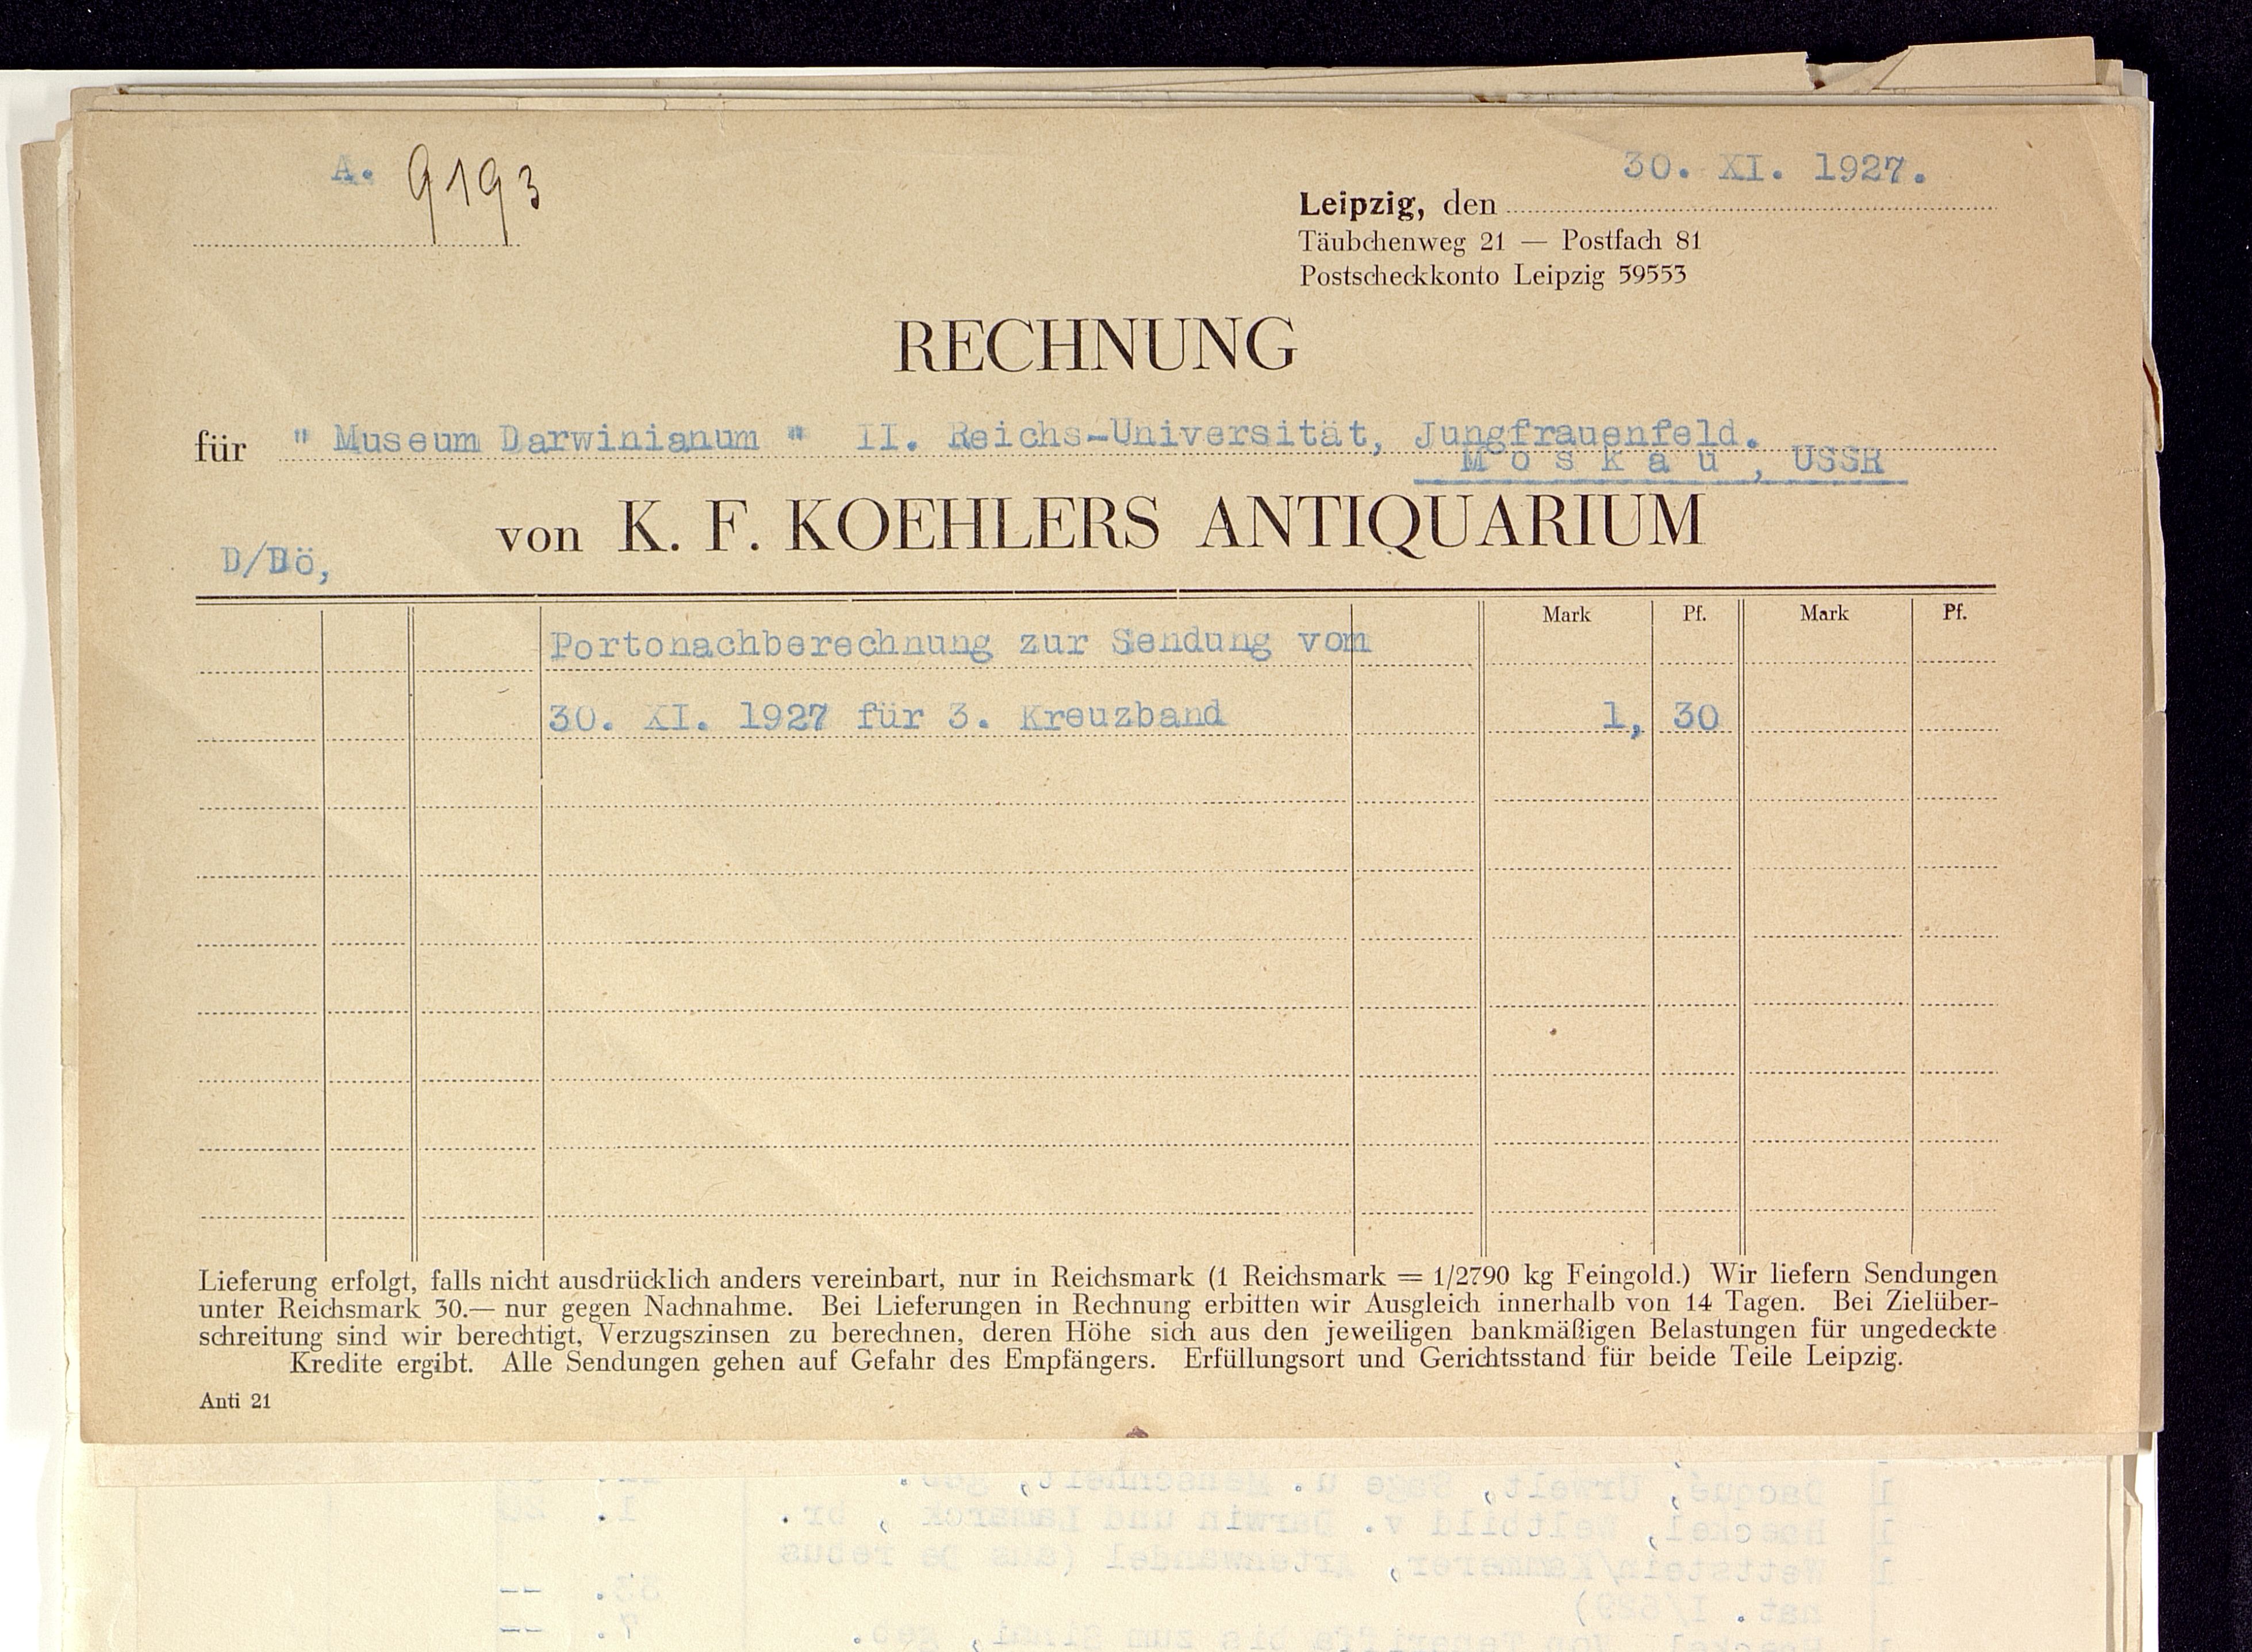 A. 9193
30. XI. 1927.
Leipzig, den
Täubchenweg 21 — Postfach 81
Postscheckkonto Leipzig 59553
RECHNUNG
für " Museum Darwinianum " II. Reichs-Universität, Jungfrauenfeld.
Moskau, USSR
von K. F. KOEHLERS ANTIQUARIUM
D/Dö,
Mark Pf. Mark Pf.
Portonachberechnung zur Sendung vom
30. XI. 1927 für 3. Kreuzband 1, 30
Lieferung erfolgt, falls nicht ausdrücklich anders vereinbart, nur in Reichsmark (1 Reichsmark = 1/2790 kg Feingold.) Wir liefern Sendungen
unter Reichsmark 30.— nur gegen Nachnahme. Bei Lieferungen in Rechnung erbitten wir Ausgleich innerhalb von 14 Tagen. Bei Zielüber-
schreitung sind wir berechtigt, Verzugszinsen zu berechnen, deren Höhe sich aus den jeweiligen bankmäßigen Belastungen für ungedeckte
Kredite ergibt. Alle Sendungen gehen auf Gefahr des Empfängers. Erfüllungsort und Gerichtsstand für beide Teile Leipzig.
Anti 21